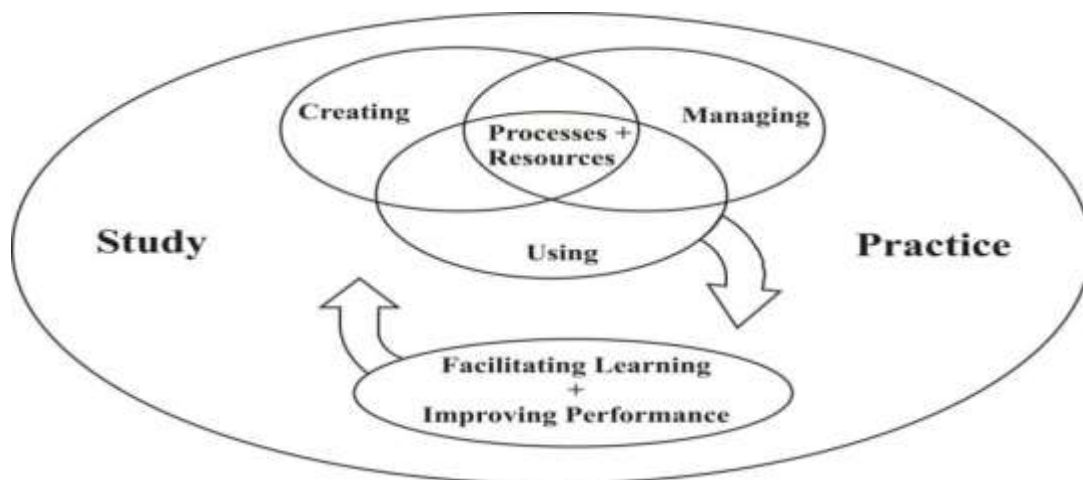 Creating
Managing
Processes +
Resources
Study
Using
Practice
Facilitating Learning
+
Improving Performance